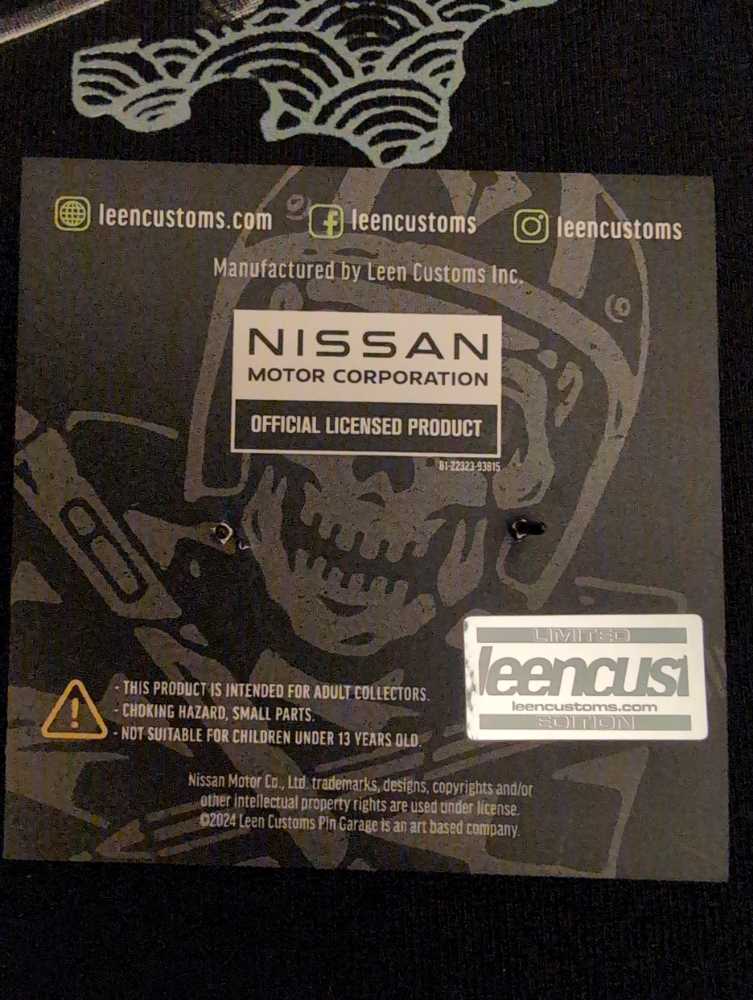 leencustoms.com
leencustoms
leencustoms
Manufactured by Leen Customs Inc.
NISSAN
MOTOR CORPORATION
OFFICIAL LICENSED PRODUCT
81-22323-93815
- THIS PRODUCT IS INTENDED FOR ADULT COLLECTORS.
- CHOKING HAZARD, SMALL PARTS.
- NOT SUITABLE FOR CHILDREN UNDER 13 YEARS OLD.
LIMITED
leencust
leencustoms.com
EDITION
Nissan Motor Co., Ltd. trademarks, designs, copyrights and/or
other intellectual property rights are used under license.
©2024 Leen Customs Pin Garage is an art based company.